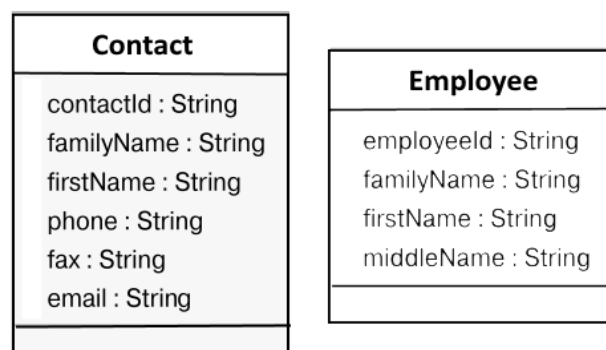 Contact
contactId : String
familyName : String
firstName : String
phone : String
fax : String
email : String
Employee
employeeId : String
familyName : String
firstName : String
middleName : String